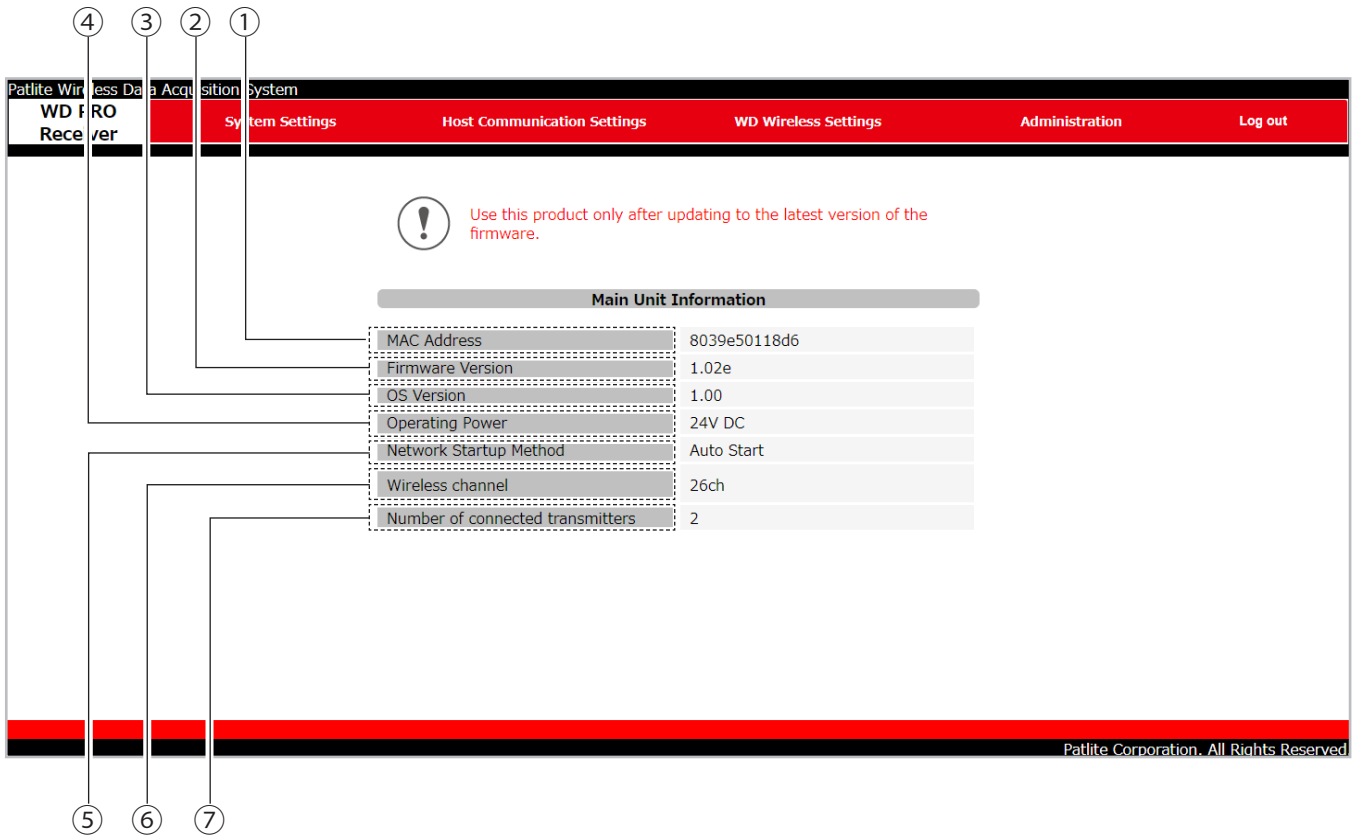 ④ ③ ② ①
Patlite Wireless Data Acquisition System
WD PRO
Receiver
System Settings
Host Communication Settings
WD Wireless Settings
Administration
Log out
Use this product only after updating to the latest version of the
firmware.
Main Unit Information
MAC Address 8039e50118d6
Firmware Version 1.02e
OS Version 1.00
Operating Power 24V DC
Network Startup Method Auto Start
Wireless channel 26ch
Number of connected transmitters 2
Patlite Corporation. All Rights Reserved.
⑤ ⑥ ⑦